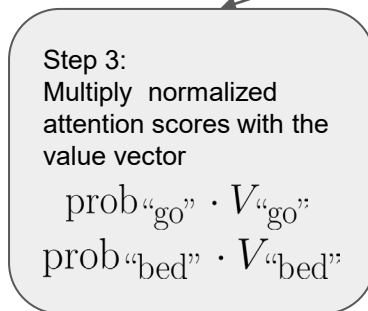 Step 3:
Multiply normalized
attention scores with the
value vector
prob“go” · V“go”
prob“bed” · V“bed”